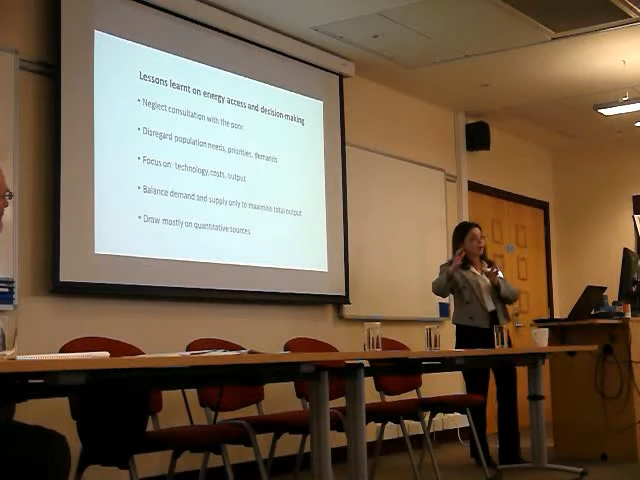 Lessons learnt on energy access and decision-making
• Neglect consultation with the poor
• Disregard population needs, priorities, demands
• Focus on: technology, costs, output
• Balance demand and supply only to maximise total output
• Draw mostly on quantitative sources